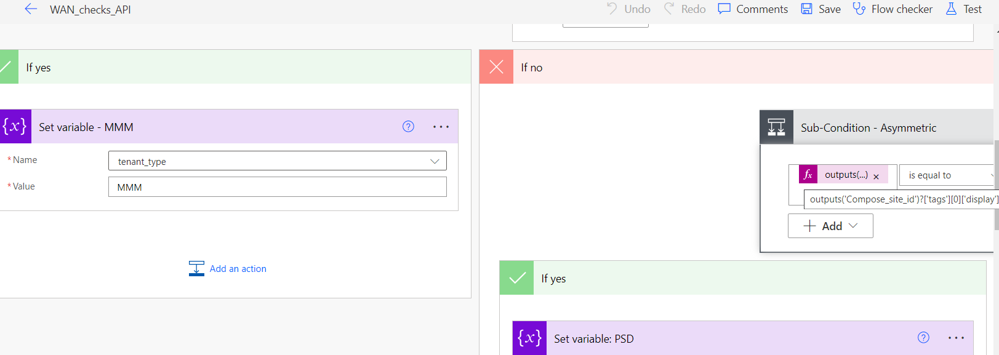 WAN_checks_API
Undo
Redo
Comments
Save
Flow checker
Test
If yes
If no
{x} Set variable - MMM
* Name
tenant_type
* Value
MMM
Add an action
Sub-Condition - Asymmetric
fx outputs(...) ×
is equal to
outputs('Compose_site_id')?['tags'][0]['display']
+ Add
If yes
{x} Set variable: PSD